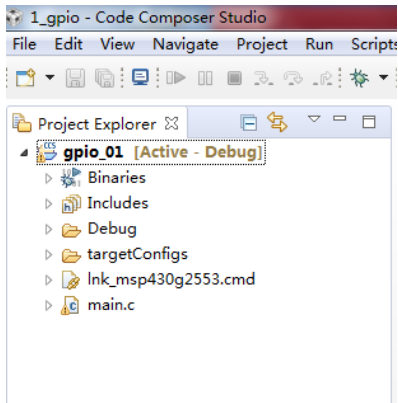 1_gpio - Code Composer Studio
File Edit View Navigate Project Run Scripts
Project Explorer
gpio_01 [Active - Debug]
Binaries
Includes
Debug
targetConfigs
lnk_msp430g2553.cmd
main.c